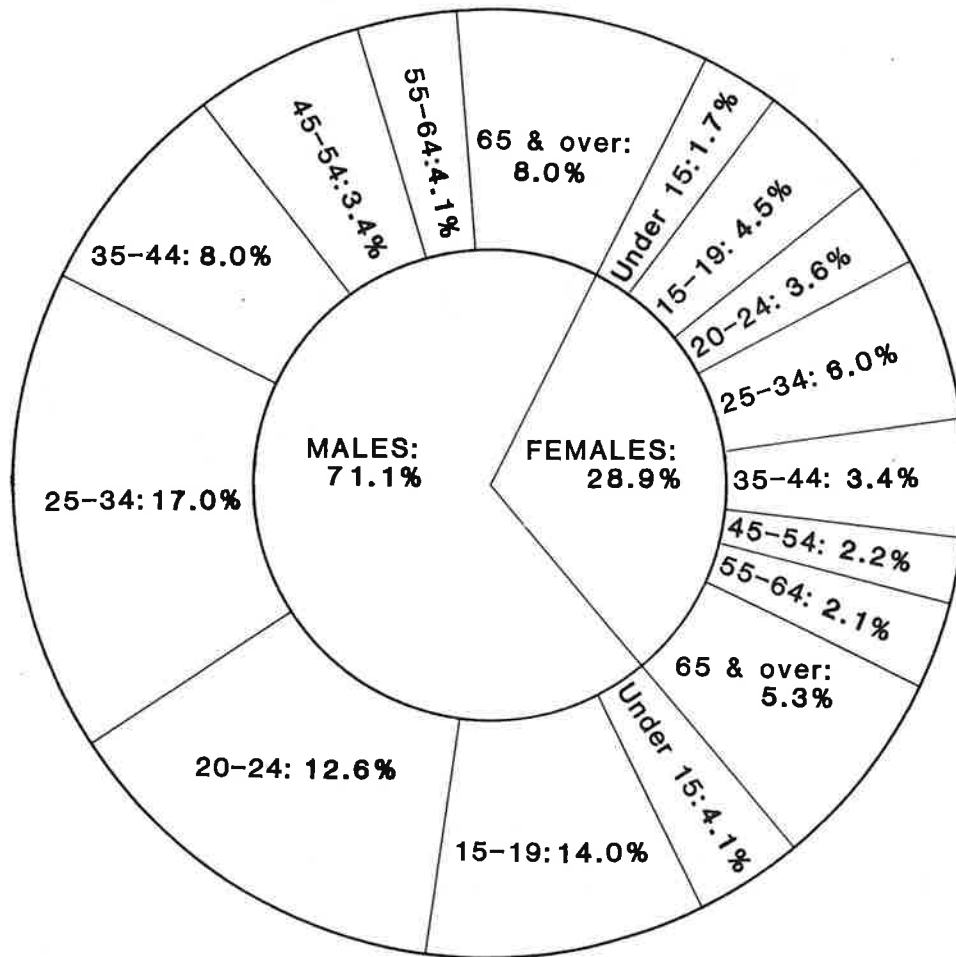 MALES:
71.1%
FEMALES:
28.9%
Under 15:1.7%
15-19: 4.5%
20-24: 3.6%
25-34: 6.0%
35-44: 3.4%
45-54: 2.2%
55-64: 2.1%
65 & over:
5.3%
Under 15:4.1%
15-19:14.0%
20-24: 12.6%
25-34:17.0%
35-44: 8.0%
45-54:3.4%
55-64:4.1%
65 & over:
8.0%